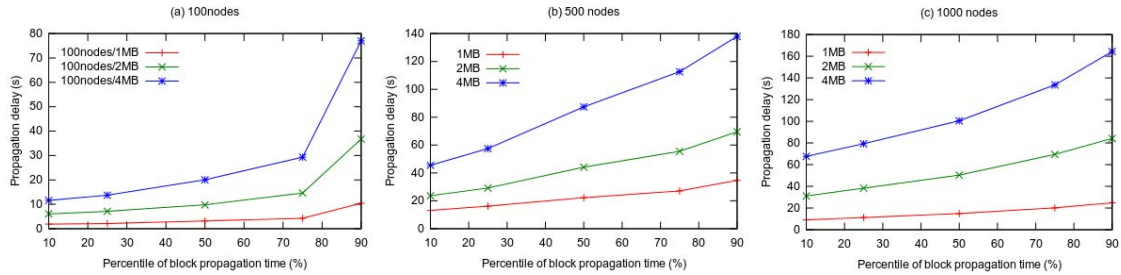 (a) 100nodes
Propagation delay (s)
80
70
60
50
40
30
20
10
0
100nodes/1MB
100nodes/2MB
100nodes/4MB
10 20 30 40 50 60 70 80 90
Percentile of block propagation time (%)
(b) 500 nodes
Propagation delay (s)
140
120
100
80
60
40
20
0
1MB
2MB
4MB
10 20 30 40 50 60 70 80 90
Percentile of block propagation time (%)
(c) 1000 nodes
Propagation delay (s)
180
160
140
120
100
80
60
40
20
0
1MB
2MB
4MB
10 20 30 40 50 60 70 80 90
Percentile of block propagation time (%)